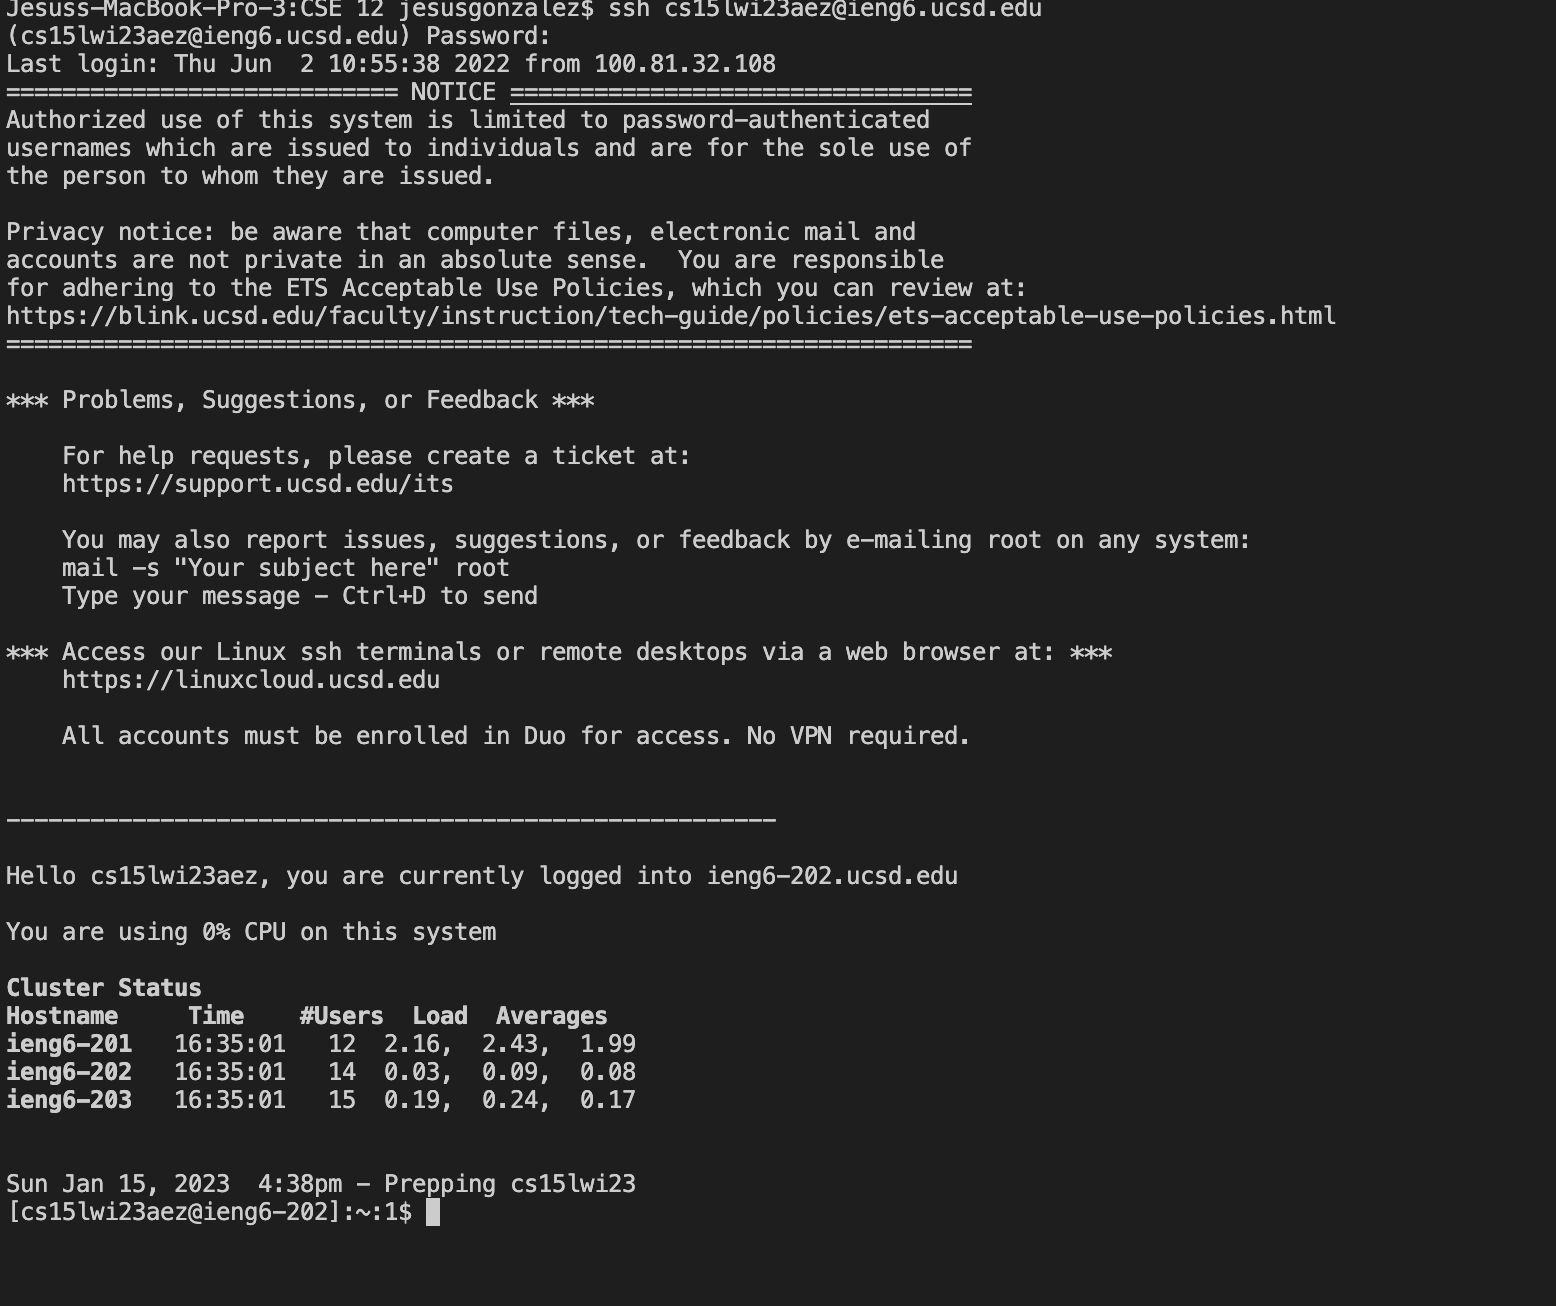 Jesuss-MacBook-Pro-3:CSE 12 jesusgonzalez$ ssh cs15lwi23aez@ieng6.ucsd.edu
(cs15lwi23aez@ieng6.ucsd.edu) Password:
Last login: Thu Jun  2 10:55:38 2022 from 100.81.32.108
============================ NOTICE =================================
Authorized use of this system is limited to password-authenticated
usernames which are issued to individuals and are for the sole use of
the person to whom they are issued.

Privacy notice: be aware that computer files, electronic mail and
accounts are not private in an absolute sense.  You are responsible
for adhering to the ETS Acceptable Use Policies, which you can review at:
https://blink.ucsd.edu/faculty/instruction/tech-guide/policies/ets-acceptable-use-policies.html
=====================================================================

*** Problems, Suggestions, or Feedback ***

    For help requests, please create a ticket at:
    https://support.ucsd.edu/its

    You may also report issues, suggestions, or feedback by e-mailing root on any system:
    mail -s "Your subject here" root
    Type your message - Ctrl+D to send

*** Access our Linux ssh terminals or remote desktops via a web browser at: ***
    https://linuxcloud.ucsd.edu

    All accounts must be enrolled in Duo for access. No VPN required.


-------------------------------------------------------

Hello cs15lwi23aez, you are currently logged into ieng6-202.ucsd.edu

You are using 0% CPU on this system

Cluster Status
Hostname     Time    #Users  Load  Averages
ieng6-201   16:35:01   12  2.16,  2.43,  1.99
ieng6-202   16:35:01   14  0.03,  0.09,  0.08
ieng6-203   16:35:01   15  0.19,  0.24,  0.17


Sun Jan 15, 2023  4:38pm - Prepping cs15lwi23
[cs15lwi23aez@ieng6-202]:~:1$